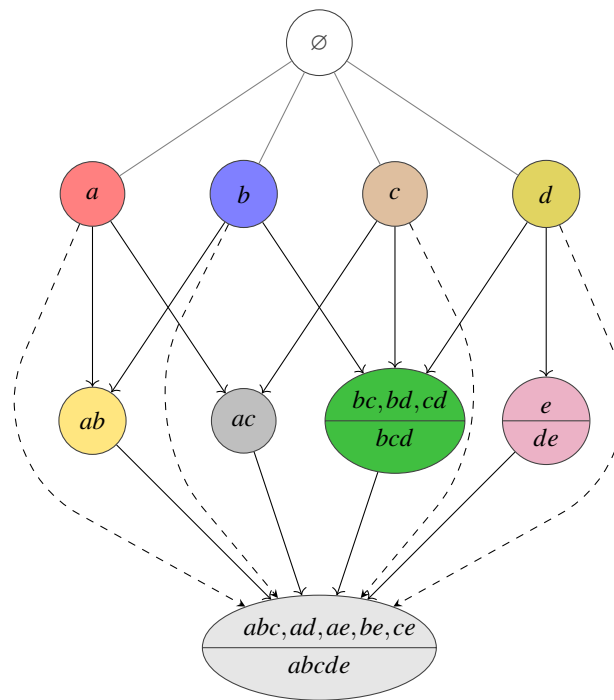 ∅
a b c d
bc, bd, cd e
ab ac
bcd de
abc, ad, ae, be, ce
abcde